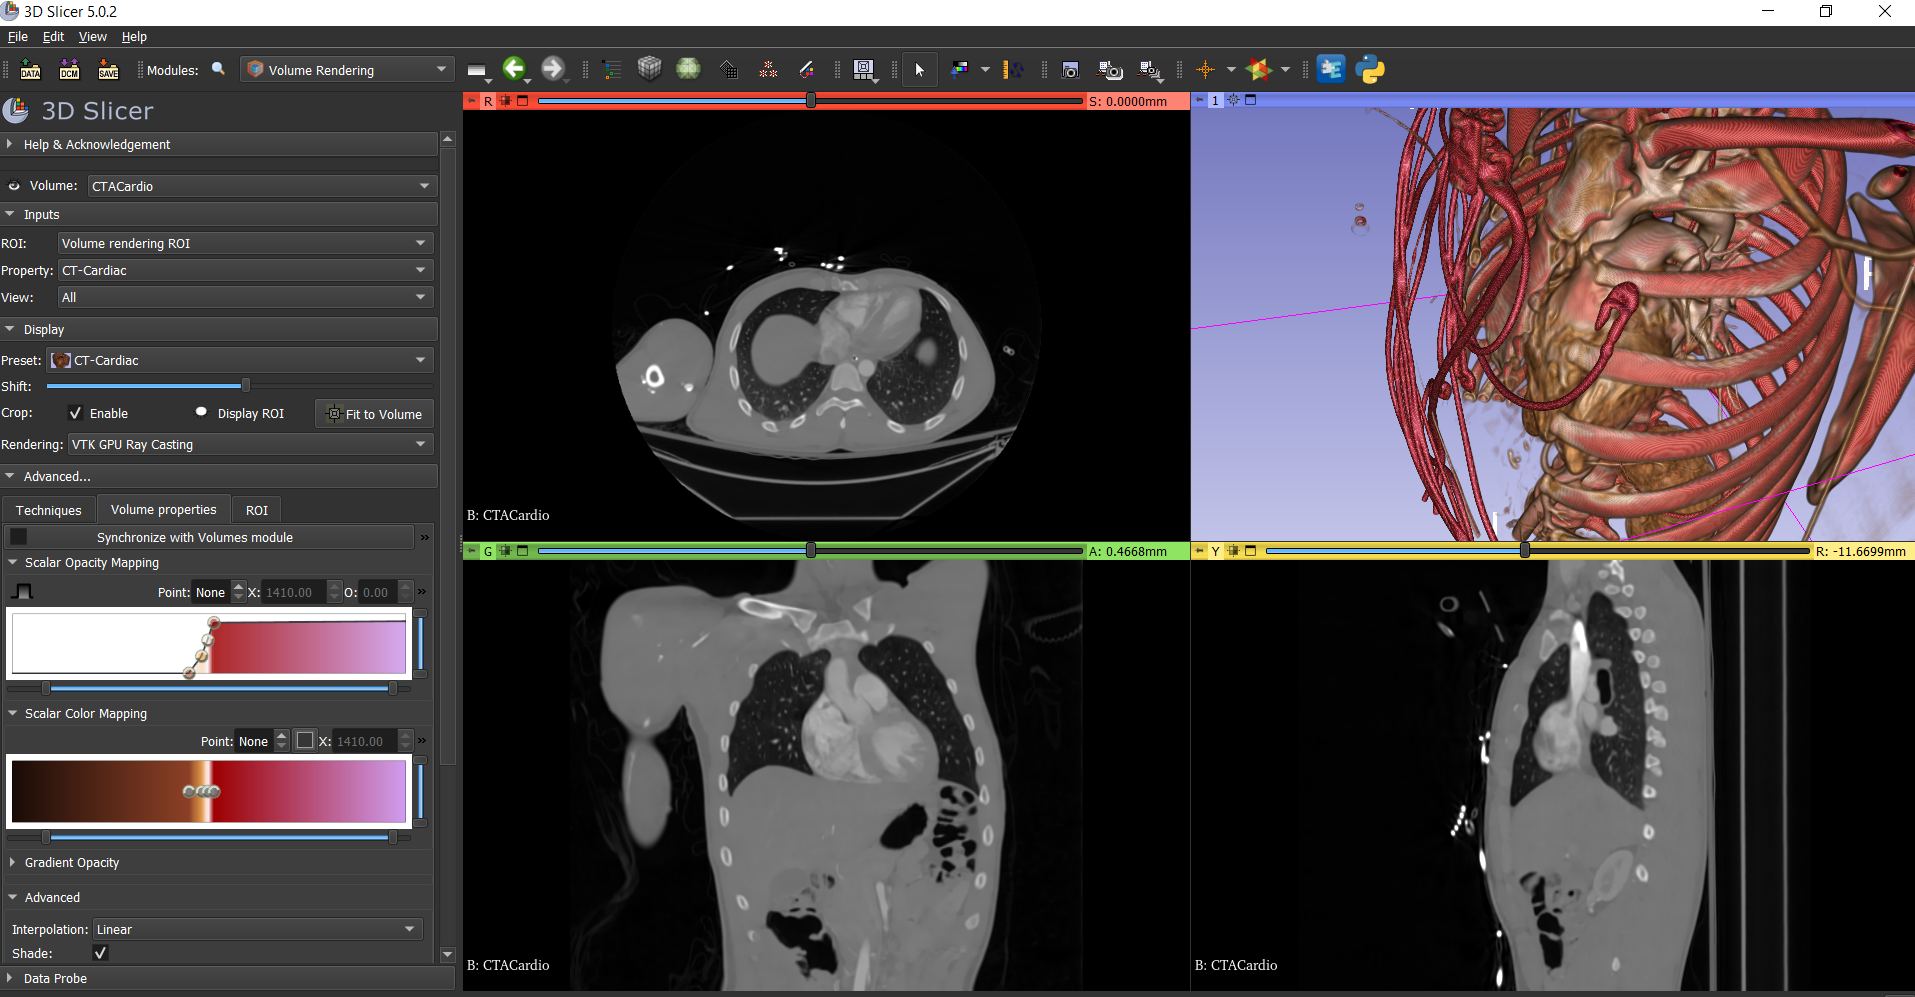 3D Slicer 5.0.2
File Edit View Help
DATA DCM SAVE Modules: Volume Rendering
3D Slicer
Help & Acknowledgement
Volume: CTACardio
Inputs
ROI: Volume rendering ROI
Property: CT-Cardiac
View: All
Display
Preset: CT-Cardiac
Shift:
Crop: Enable Display ROI Fit to Volume
Rendering: VTK GPU Ray Casting
Advanced...
Techniques Volume properties ROI
Synchronize with Volumes module
Scalar Opacity Mapping
Point: None X: 1410.00 O: 0.00
Scalar Color Mapping
Point: None X: 1410.00
Gradient Opacity
Advanced
Interpolation: Linear
Shade:
Data Probe
R S: 0.0000mm
B: CTACardio
1
G A: 0.4668mm
B: CTACardio
Y R: -11.6699mm
B: CTACardio